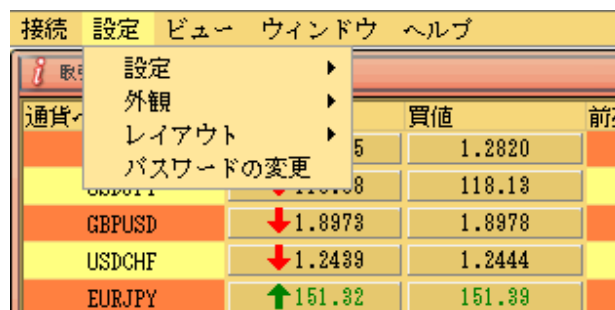 接続 設定 ビュー ウィンドウ ヘルプ
設定
外観
レイアウト
パスワードの変更
買値
1.2820
118.13
GBPUSD 1.8973 1.8978
USDCHF 1.2439 1.2444
EURJPY 151.32 151.39